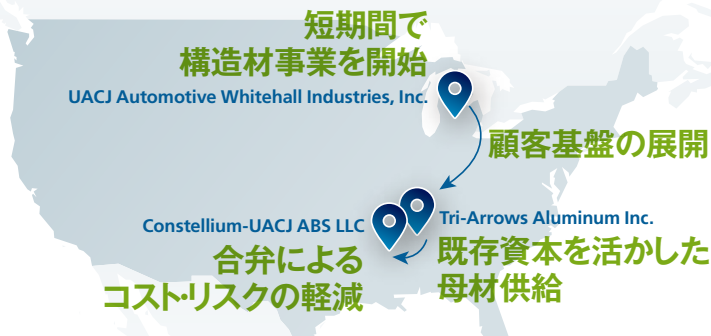 短期間で
構造材事業を開始
UACJ Automotive Whitehall Industries, Inc.
顧客基盤の展開
Constellium-UACJ ABS LLC
Tri-Arrows Aluminum Inc.
合弁による
コスト・リスクの軽減
既存資本を活かした
母材供給